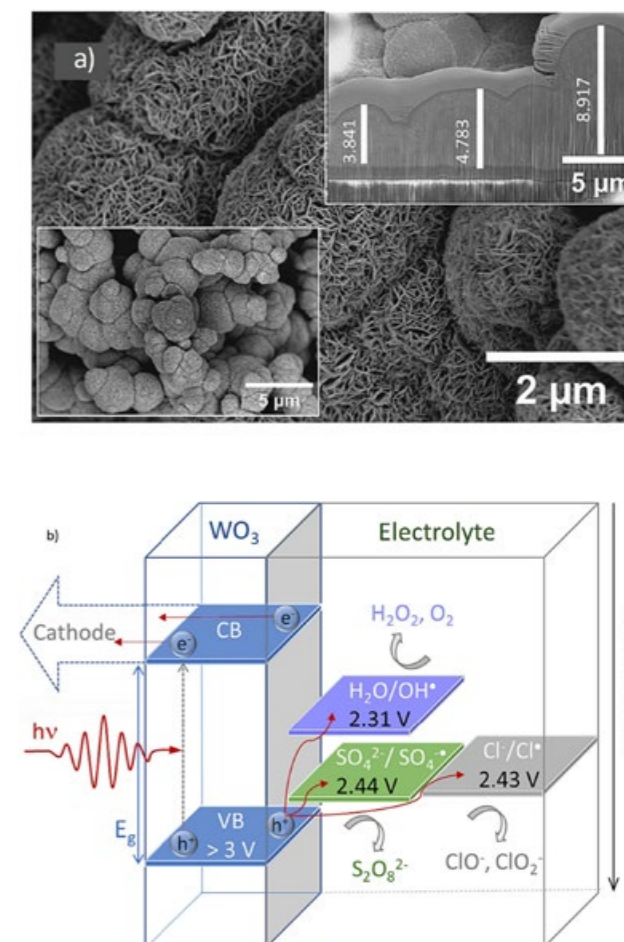 a)
3.841
4.783
8.917
5 μm
5 μm
2 μm
b)
WO₃
Electrolyte
Cathode
e⁻
e⁻
CB
H₂O₂, O₂
hν
H₂O/OH•
2.31 V
SO₄²⁻/ SO₄⁻•
2.44 V
Cl⁻/Cl•
2.43 V
E_g
VB
> 3 V
h⁺
h⁺
S₂O₈²⁻
ClO⁻, ClO₂⁻